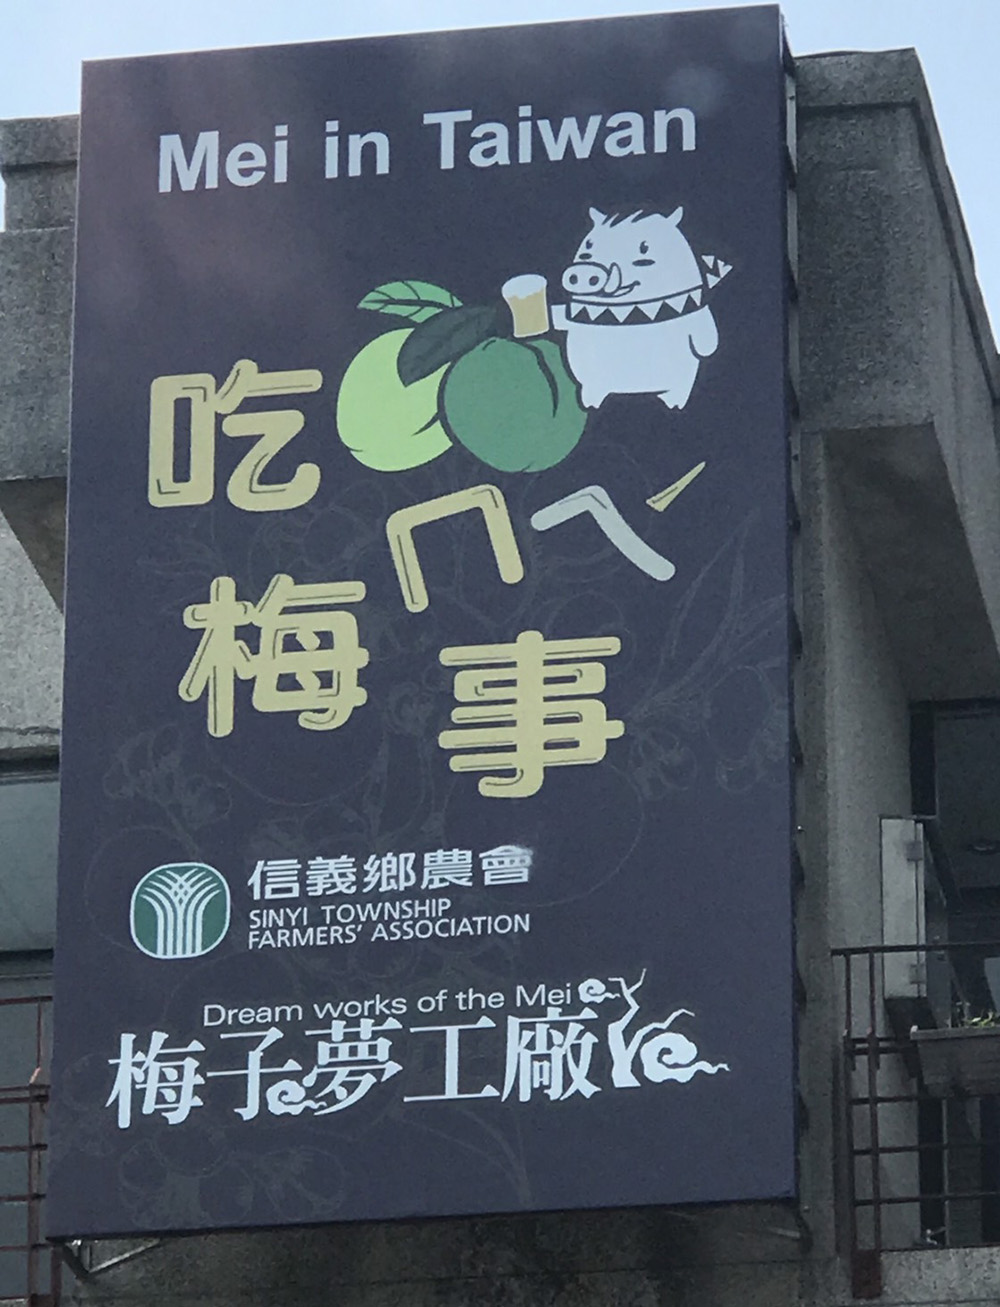 Mei in Taiwan
吃
ㄇㄟˊ
梅
事
信義鄉農會
SINYI TOWNSHIP
FARMERS' ASSOCIATION
Dream works of the Mei
梅子夢工廠